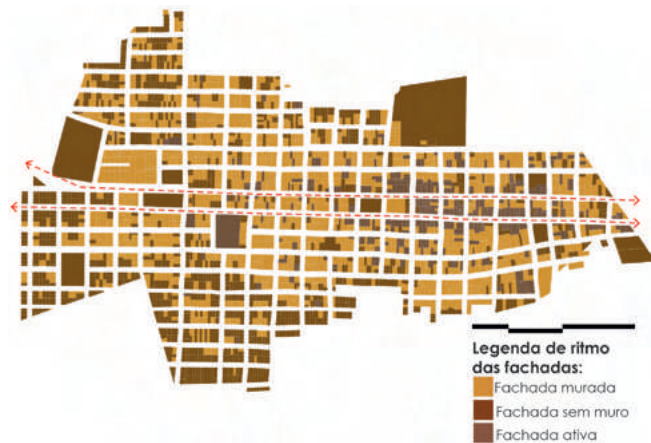 Legenda de ritmo
das fachadas:
Fachada murada
Fachada sem muro
Fachada ativa